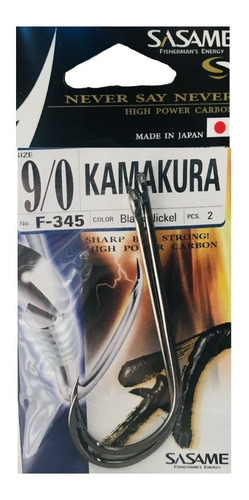 SASAME
FISHERMAN'S ENERGY
NEVER SAY NEVER
HIGH POWER CARBON
MADE IN JAPAN
SIZE
9/0 KAMAKURA
No. F-345 COLOR Black Nickel PCS. 2
SHARP STRONG!
HIGH POWER CARBON
SASAME
FISHERMAN'S ENERGY